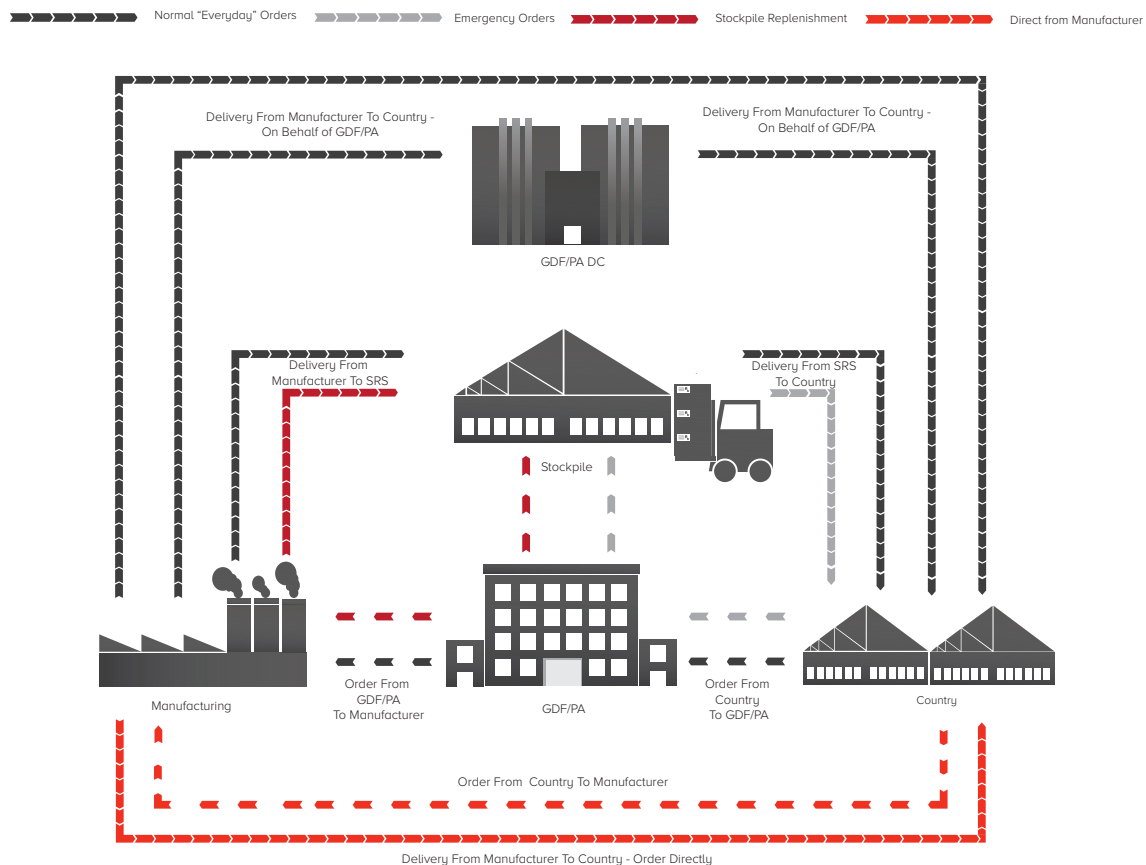 Normal “Everyday” Orders
Emergency Orders
Stockpile Replenishment
Direct from Manufacturer
Delivery From Manufacturer To Country -
On Behalf of GDF/PA
Delivery From Manufacturer To Country -
On Behalf of GDF/PA
GDF/PA DC
Delivery From
Manufacturer To SRS
Delivery From SRS
To Country
Stockpile
Order From
GDF/PA
To Manufacturer
Order From
Country
To GDF/PA
Manufacturing
GDF/PA
Country
Order From Country To Manufacturer
Delivery From Manufacturer To Country - Order Directly